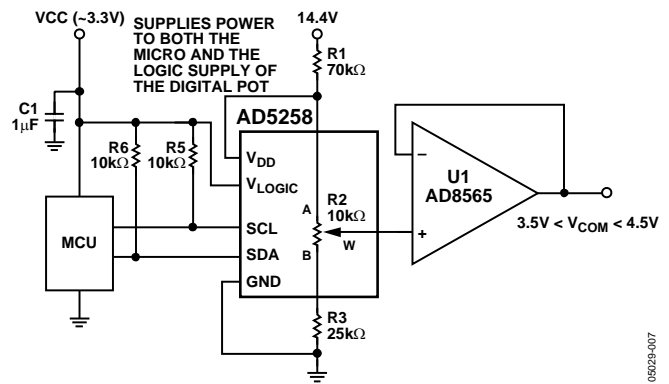 VCC (~3.3V)
SUPPLIES POWER
TO BOTH THE
MICRO AND THE
LOGIC SUPPLY OF
THE DIGITAL POT
14.4V
R1
70kΩ
C1
1μF
AD5258
R6
10kΩ
R5
10kΩ
VDD
VLOGIC
SCL
SDA
GND
MCU
A
R2
10kΩ
B
W
R3
25kΩ
−
+
U1
AD8565
3.5V < VCOM < 4.5V
05029-007